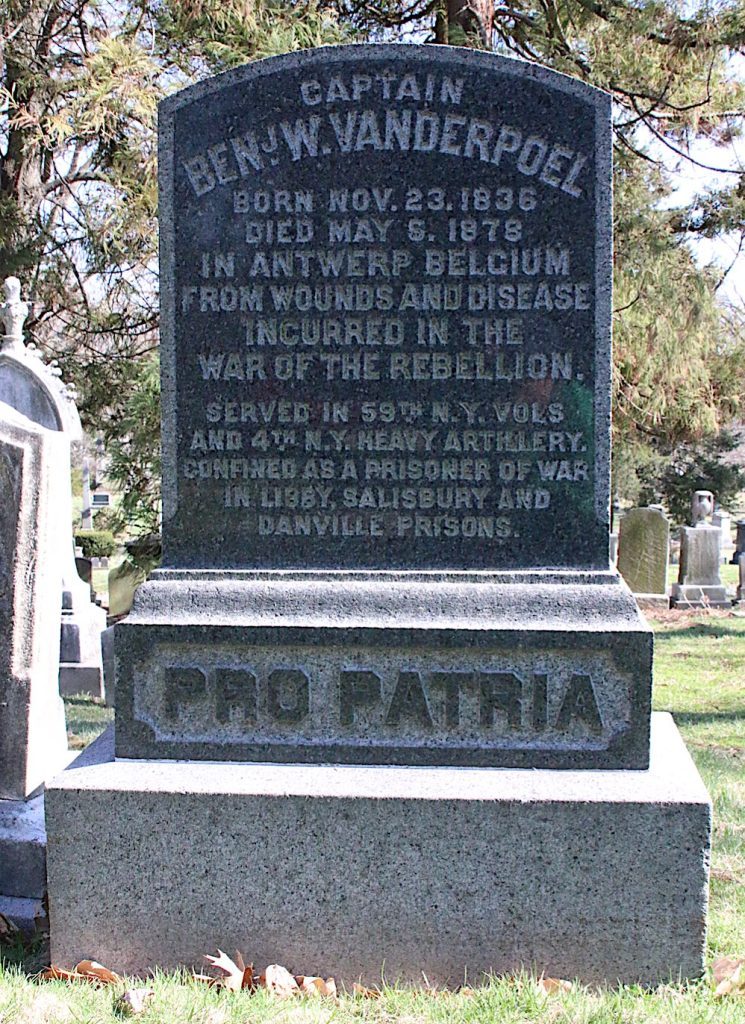 CAPTAIN
BENJ. W. VANDERPOEL
BORN NOV. 23. 1836
DIED MAY 8. 1878
IN ANTWERP BELGIUM
FROM WOUNDS AND DISEASE
INCURRED IN THE
WAR OF THE REBELLION.
SERVED IN 59TH N.Y. VOLS
AND 4TH N.Y. HEAVY ARTILLERY.
CONFINED AS A PRISONER OF WAR
IN LIBBY, SALISBURY AND
DANVILLE PRISONS.
PRO PATRIA